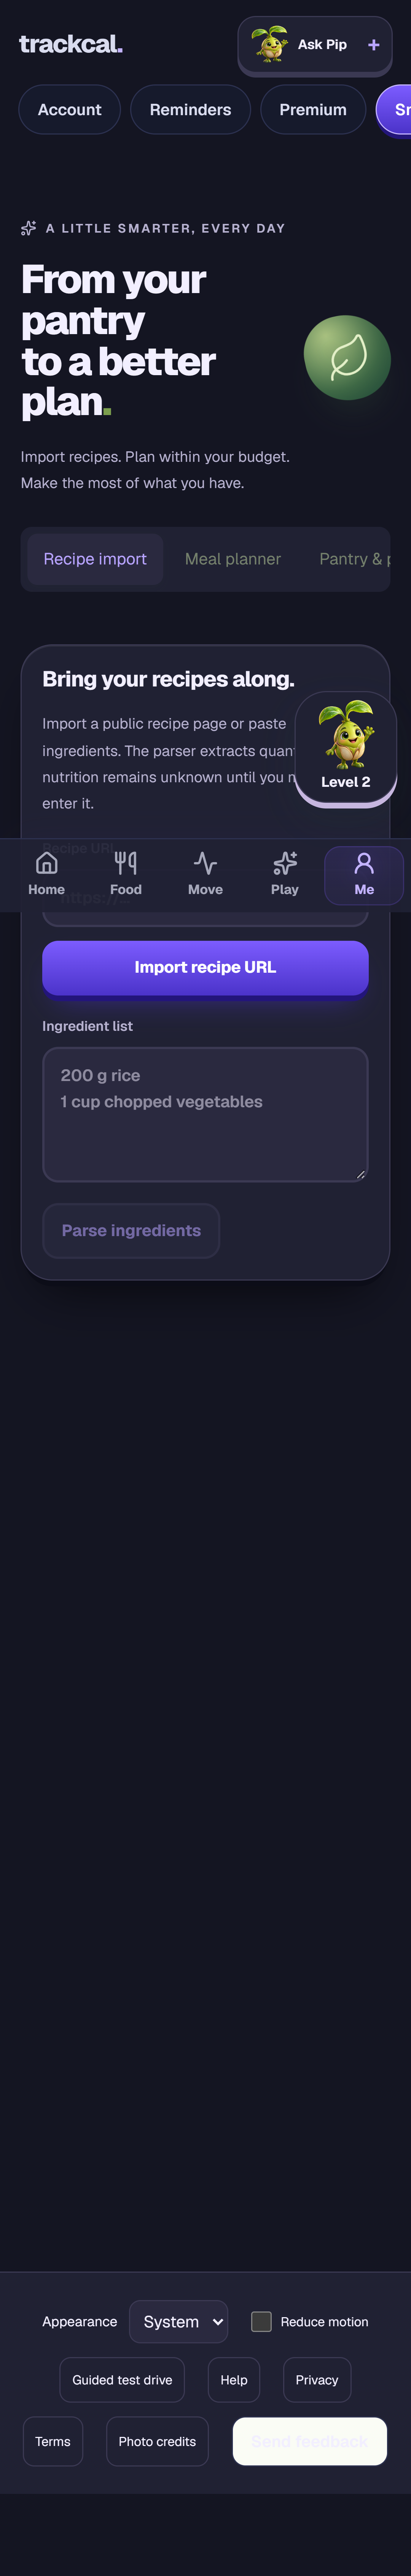 trackcal.
Ask Pip +
Account
Reminders
Premium
A LITTLE SMARTER, EVERY DAY
From your
pantry
to a better
plan.
Import recipes. Plan within your budget.
Make the most of what you have.
Recipe import
Meal planner
Pantry &
Bring your recipes along.
Import a public recipe page or paste
ingredients. The parser extracts
nutrition remains unknown until you
enter it.
Level 2
Recipe URL
https://...
Home
Food
Move
Play
Me
Import recipe URL
Ingredient list
200 g rice
1 cup chopped vegetables
Parse ingredients
Appearance
System
Reduce motion
Guided test drive
Help
Privacy
Terms
Photo credits
Send feedback